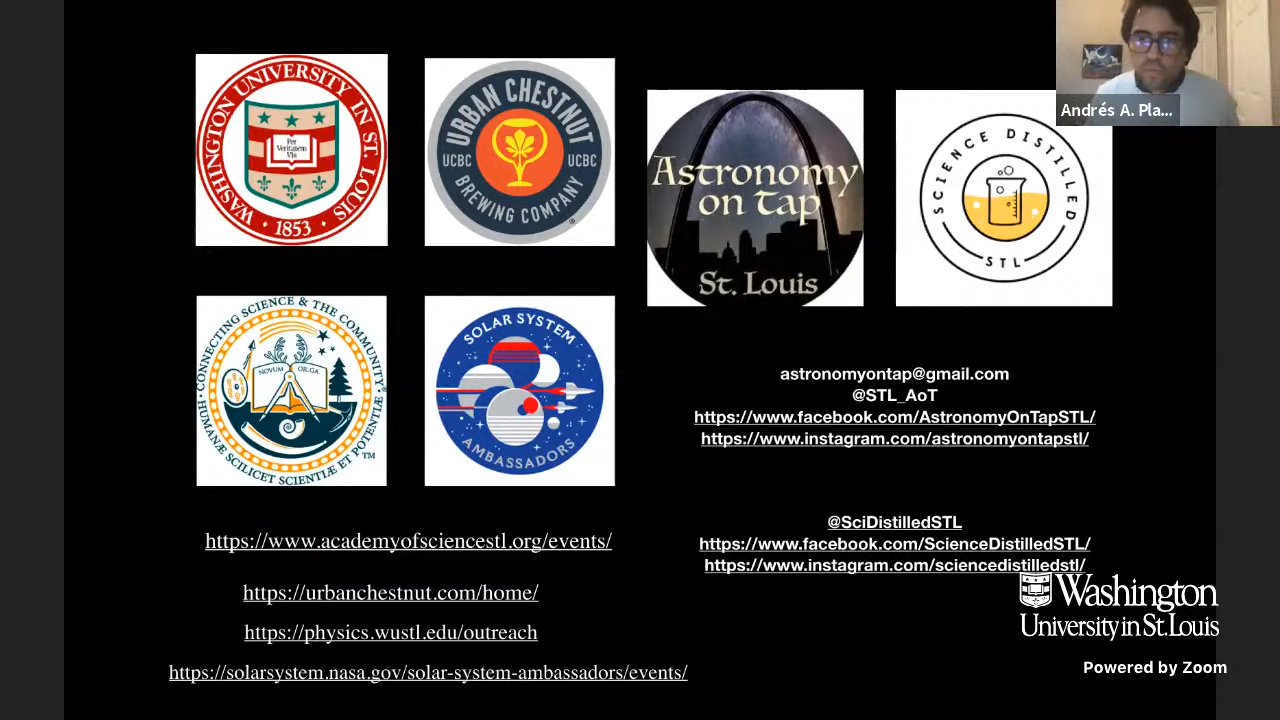 WASHINGTON UNIVERSITY IN ST. LOUIS
Per
Veritatem
Vis
· 1853 ·
URBAN CHESTNUT
UCBC
UCBC
BREWING COMPANY
®
Astronomy
on Tap
St. Louis
SCIENCE DISTILLED
STL
Andrés A. Pla...
· CONNECTING SCIENCE & THE COMMUNITY ·
NOVUM
OR.GA.
HUMANÆ SCILICET SCIENTIÆ ET POTENTIÆ
TM
SOLAR SYSTEM
AMBASSADORS
astronomyontap@gmail.com
@STL_AoT
https://www.facebook.com/AstronomyOnTapSTL/
https://www.instagram.com/astronomyontapstl/
@SciDistilledSTL
https://www.facebook.com/ScienceDistilledSTL/
https://www.instagram.com/sciencedistilledstl/
https://www.academyofsciencestl.org/events/
https://urbanchestnut.com/home/
https://physics.wustl.edu/outreach
https://solarsystem.nasa.gov/solar-system-ambassadors/events/
Washington
University in St. Louis
Powered by Zoom